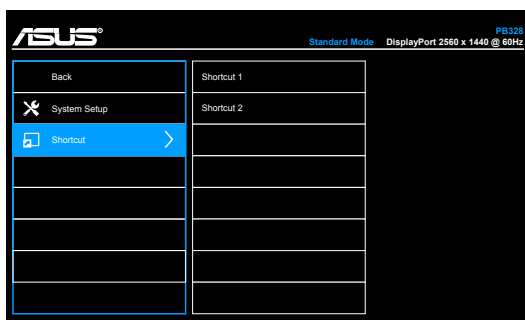 ASUS®
PB328
Standard Mode DisplayPort 2560 x 1440 @ 60Hz
Back
System Setup
Shortcut
Shortcut 1
Shortcut 2